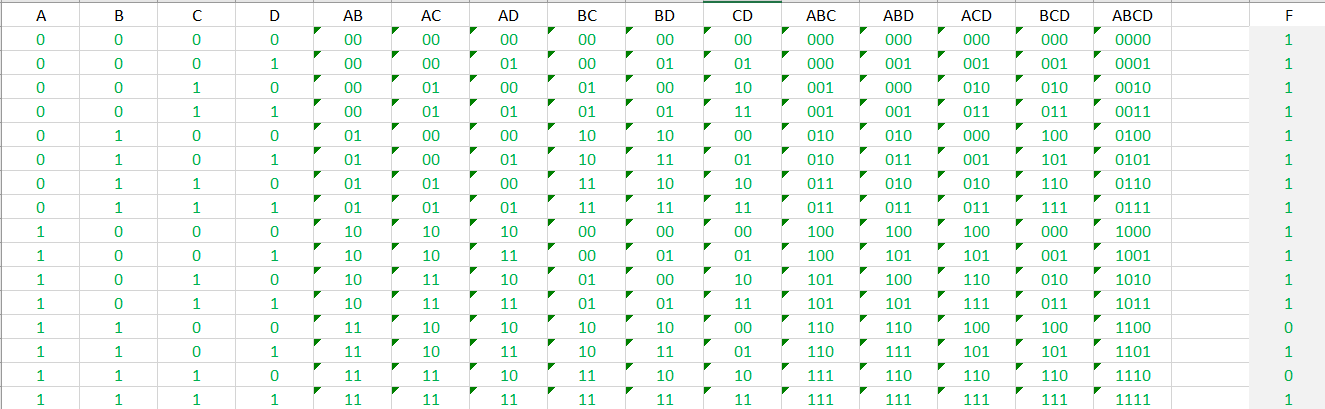 A B C D AB AC AD BC BD CD ABC ABD ACD BCD ABCD F
0 0 0 0 00 00 00 00 00 00 000 000 000 000 0000 1
0 0 0 1 00 00 01 00 01 01 000 001 001 001 0001 1
0 0 1 0 00 01 00 01 00 10 001 000 010 010 0010 1
0 0 1 1 00 01 01 01 01 11 001 001 011 011 0011 1
0 1 0 0 01 00 00 10 10 00 010 010 000 100 0100 1
0 1 0 1 01 00 01 10 11 01 010 011 001 101 0101 1
0 1 1 0 01 01 00 11 10 10 011 010 010 110 0110 1
0 1 1 1 01 01 01 11 11 11 011 011 011 111 0111 1
1 0 0 0 10 10 10 00 00 00 100 100 100 000 1000 1
1 0 0 1 10 10 11 00 01 01 100 101 101 001 1001 1
1 0 1 0 10 11 10 01 00 10 101 100 110 010 1010 1
1 0 1 1 10 11 11 01 01 11 101 101 111 011 1011 1
1 1 0 0 11 10 10 10 10 00 110 110 100 100 1100 0
1 1 0 1 11 10 11 10 11 01 110 111 101 101 1101 1
1 1 1 0 11 11 10 11 10 10 111 110 110 110 1110 0
1 1 1 1 11 11 11 11 11 11 111 111 111 111 1111 1